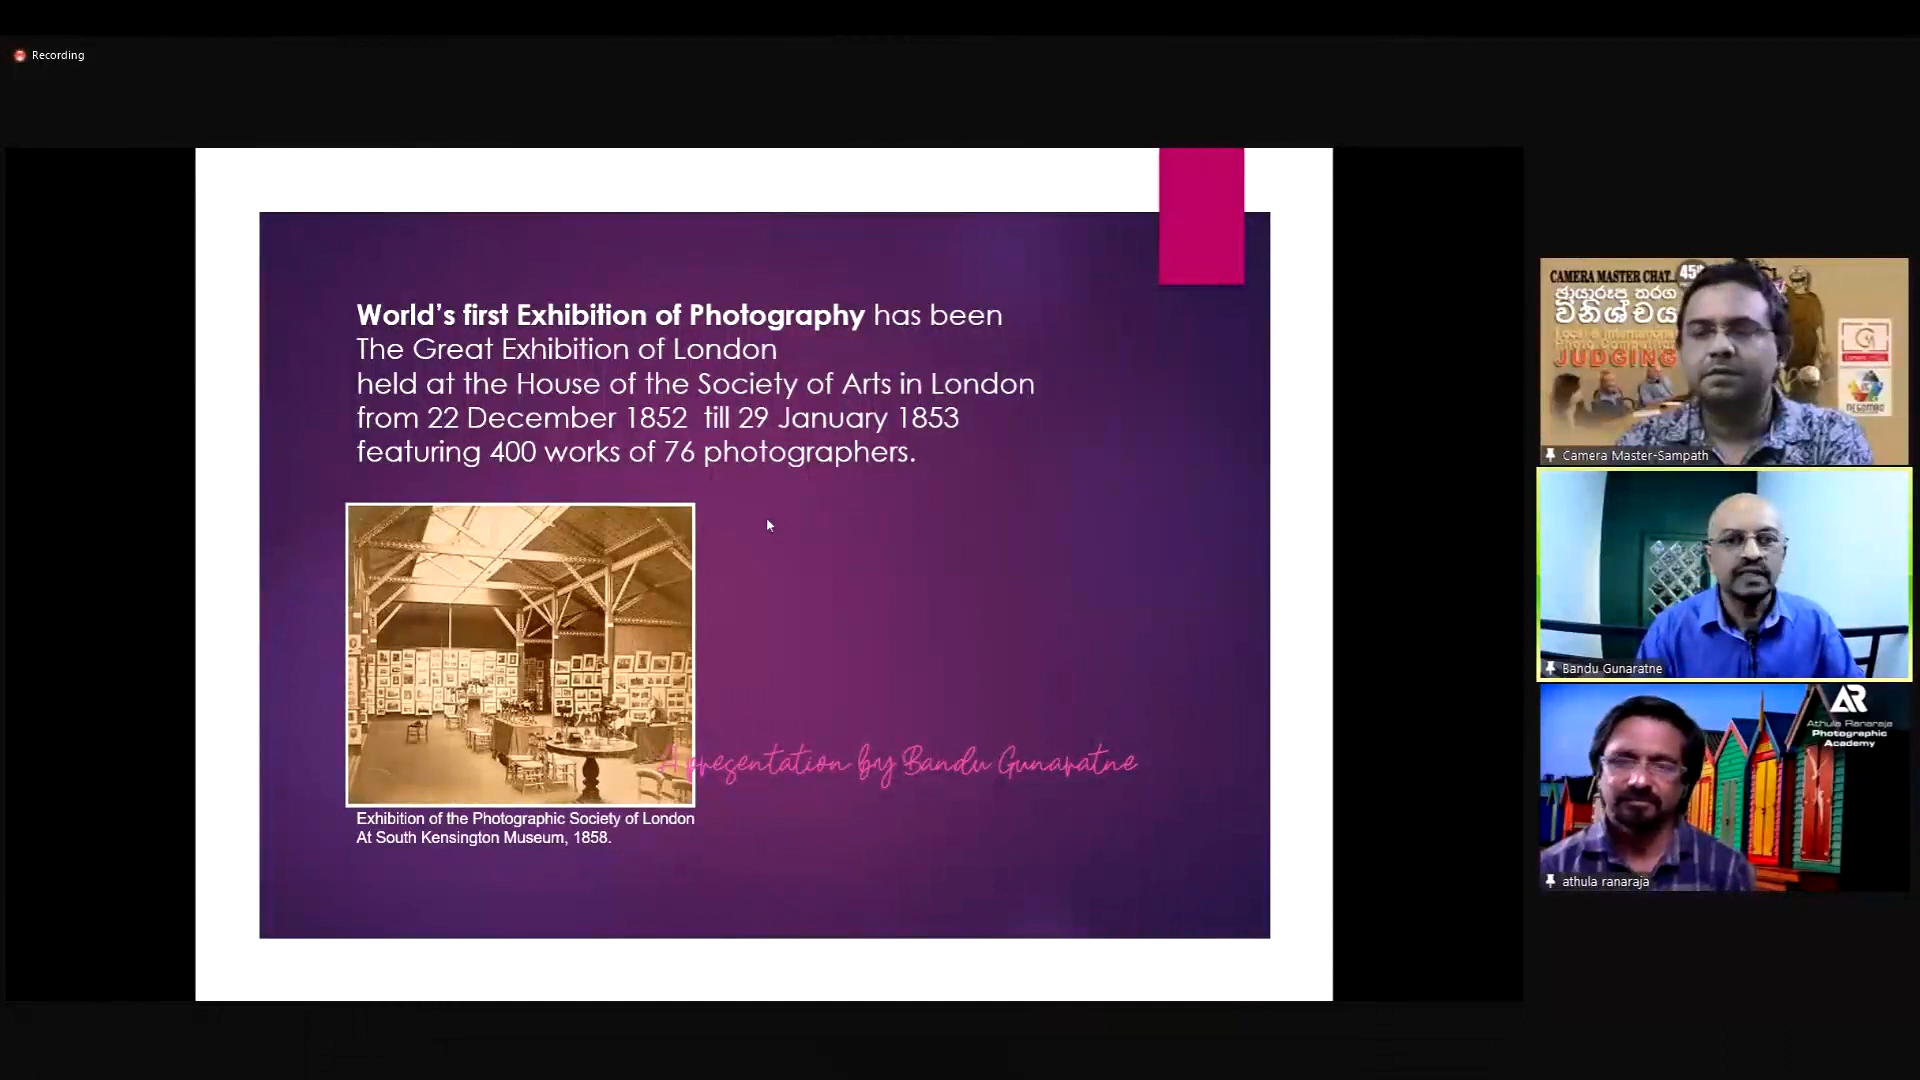 Recording
World's first Exhibition of Photography has been
The Great Exhibition of London
held at the House of the Society of Arts in London
from 22 December 1852 till 29 January 1853
featuring 400 works of 76 photographers.
A presentation by Bandu Gunaratne
Exhibition of the Photographic Society of London
At South Kensington Museum, 1858.
CAMERA MASTER CHAT.. 45th
ඡායාරූප තරග
විනිශ්චය
Local & International
JUDGING
NEGOMBO
Camera Master-Sampath
Bandu Gunaratne
AR
Athula Ranaraja
Photographic
Academy
athula ranaraja